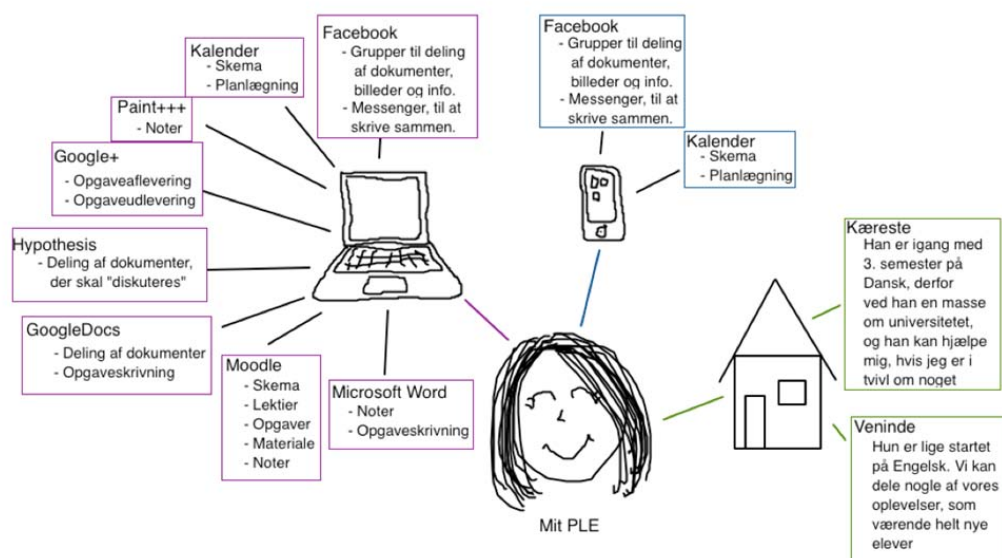 Facebook
- Grupper til deling
af dokumenter,
billeder og info.
- Messenger, til at
skrive sammen.
Kalender
- Skema
- Planlægning
Paint+++
- Noter
Google+
- Opgaveaflevering
- Opgaveudlevering
Hypothesis
- Deling af dokumenter,
der skal "diskuteres"
GoogleDocs
- Deling af dokumenter
- Opgaveskrivning
Moodle
- Skema
- Lektier
- Opgaver
- Materiale
- Noter
Microsoft Word
- Noter
- Opgaveskrivning
Facebook
- Grupper til deling
af dokumenter,
billeder og info.
- Messenger, til at
skrive sammen.
Kalender
- Skema
- Planlægning
Kæreste
Han er igang med
3. semester på
Dansk, derfor
ved han en masse
om universitetet,
og han kan hjælpe
mig, hvis jeg er i
tvivl om noget
Veninde
Hun er lige startet
på Engelsk. Vi kan
dele nogle af vores
oplevelser, som
værende helt nye
elever
Mit PLE